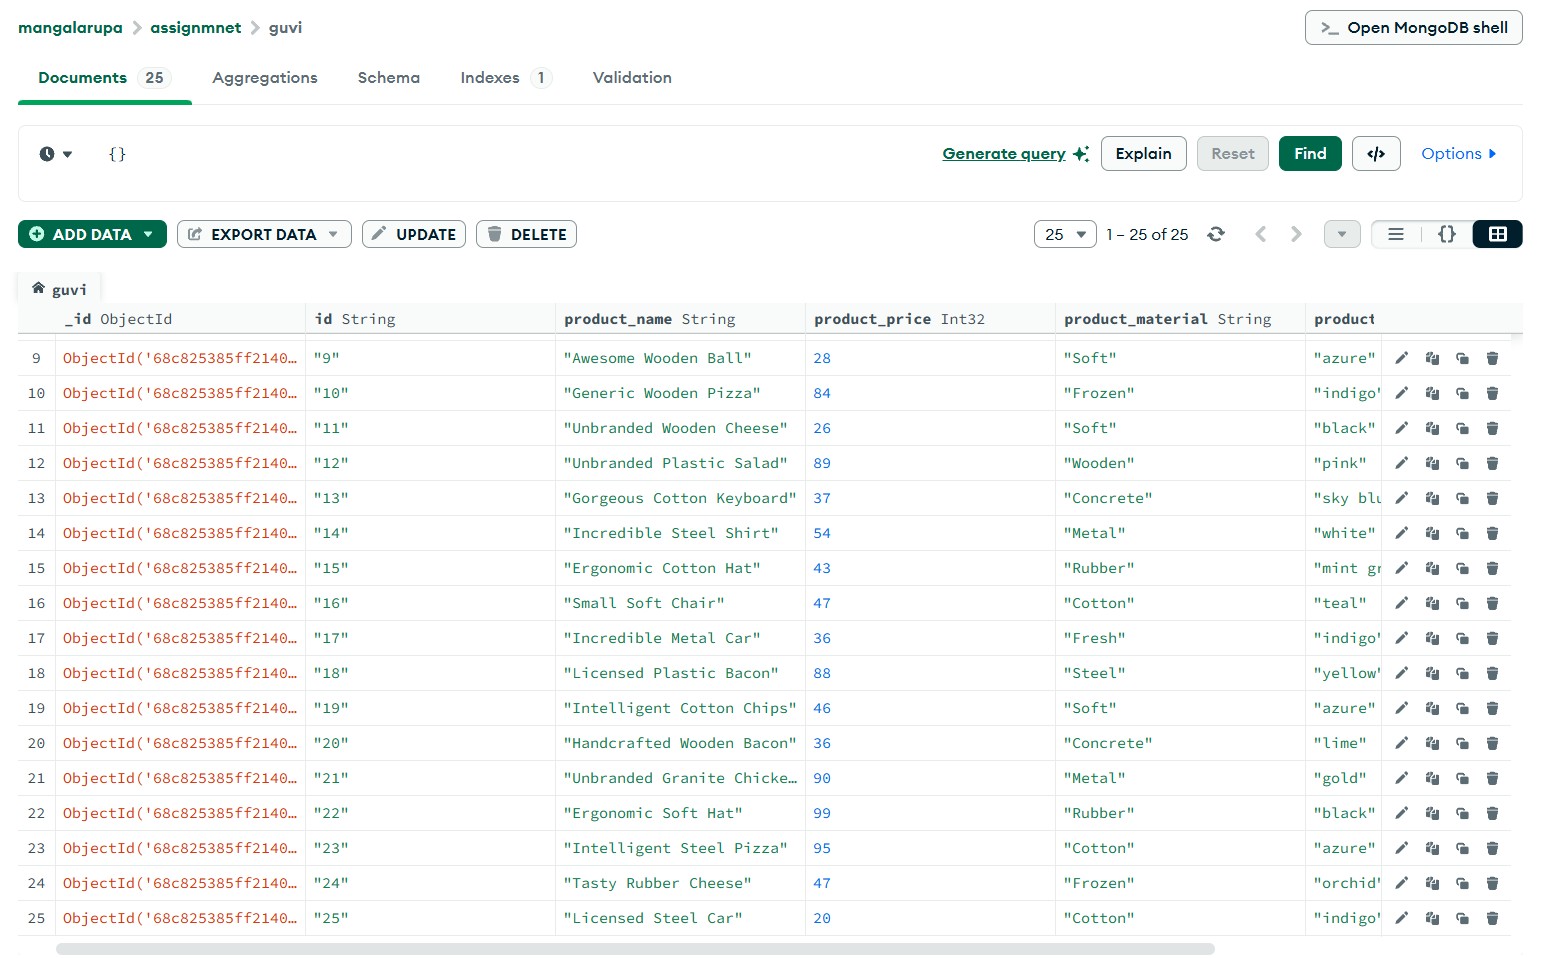 mangalarupa > assignmnet > guvi
>_ Open MongoDB shell
Documents 25 Aggregations Schema Indexes 1 Validation
{} Generate query Explain Reset Find </> Options
ADD DATA EXPORT DATA UPDATE DELETE 25 1 – 25 of 25 {}
guvi
_id ObjectId id String product_name String product_price Int32 product_material String product
9 ObjectId('68c825385ff2140… "9" "Awesome Wooden Ball" 28 "Soft" "azure"
10 ObjectId('68c825385ff2140… "10" "Generic Wooden Pizza" 84 "Frozen" "indigo"
11 ObjectId('68c825385ff2140… "11" "Unbranded Wooden Cheese" 26 "Soft" "black"
12 ObjectId('68c825385ff2140… "12" "Unbranded Plastic Salad" 89 "Wooden" "pink"
13 ObjectId('68c825385ff2140… "13" "Gorgeous Cotton Keyboard" 37 "Concrete" "sky blu
14 ObjectId('68c825385ff2140… "14" "Incredible Steel Shirt" 54 "Metal" "white"
15 ObjectId('68c825385ff2140… "15" "Ergonomic Cotton Hat" 43 "Rubber" "mint gr
16 ObjectId('68c825385ff2140… "16" "Small Soft Chair" 47 "Cotton" "teal"
17 ObjectId('68c825385ff2140… "17" "Incredible Metal Car" 36 "Fresh" "indigo"
18 ObjectId('68c825385ff2140… "18" "Licensed Plastic Bacon" 88 "Steel" "yellow"
19 ObjectId('68c825385ff2140… "19" "Intelligent Cotton Chips" 46 "Soft" "azure"
20 ObjectId('68c825385ff2140… "20" "Handcrafted Wooden Bacon" 36 "Concrete" "lime"
21 ObjectId('68c825385ff2140… "21" "Unbranded Granite Chicke… 90 "Metal" "gold"
22 ObjectId('68c825385ff2140… "22" "Ergonomic Soft Hat" 99 "Rubber" "black"
23 ObjectId('68c825385ff2140… "23" "Intelligent Steel Pizza" 95 "Cotton" "azure"
24 ObjectId('68c825385ff2140… "24" "Tasty Rubber Cheese" 47 "Frozen" "orchid"
25 ObjectId('68c825385ff2140… "25" "Licensed Steel Car" 20 "Cotton" "indigo"